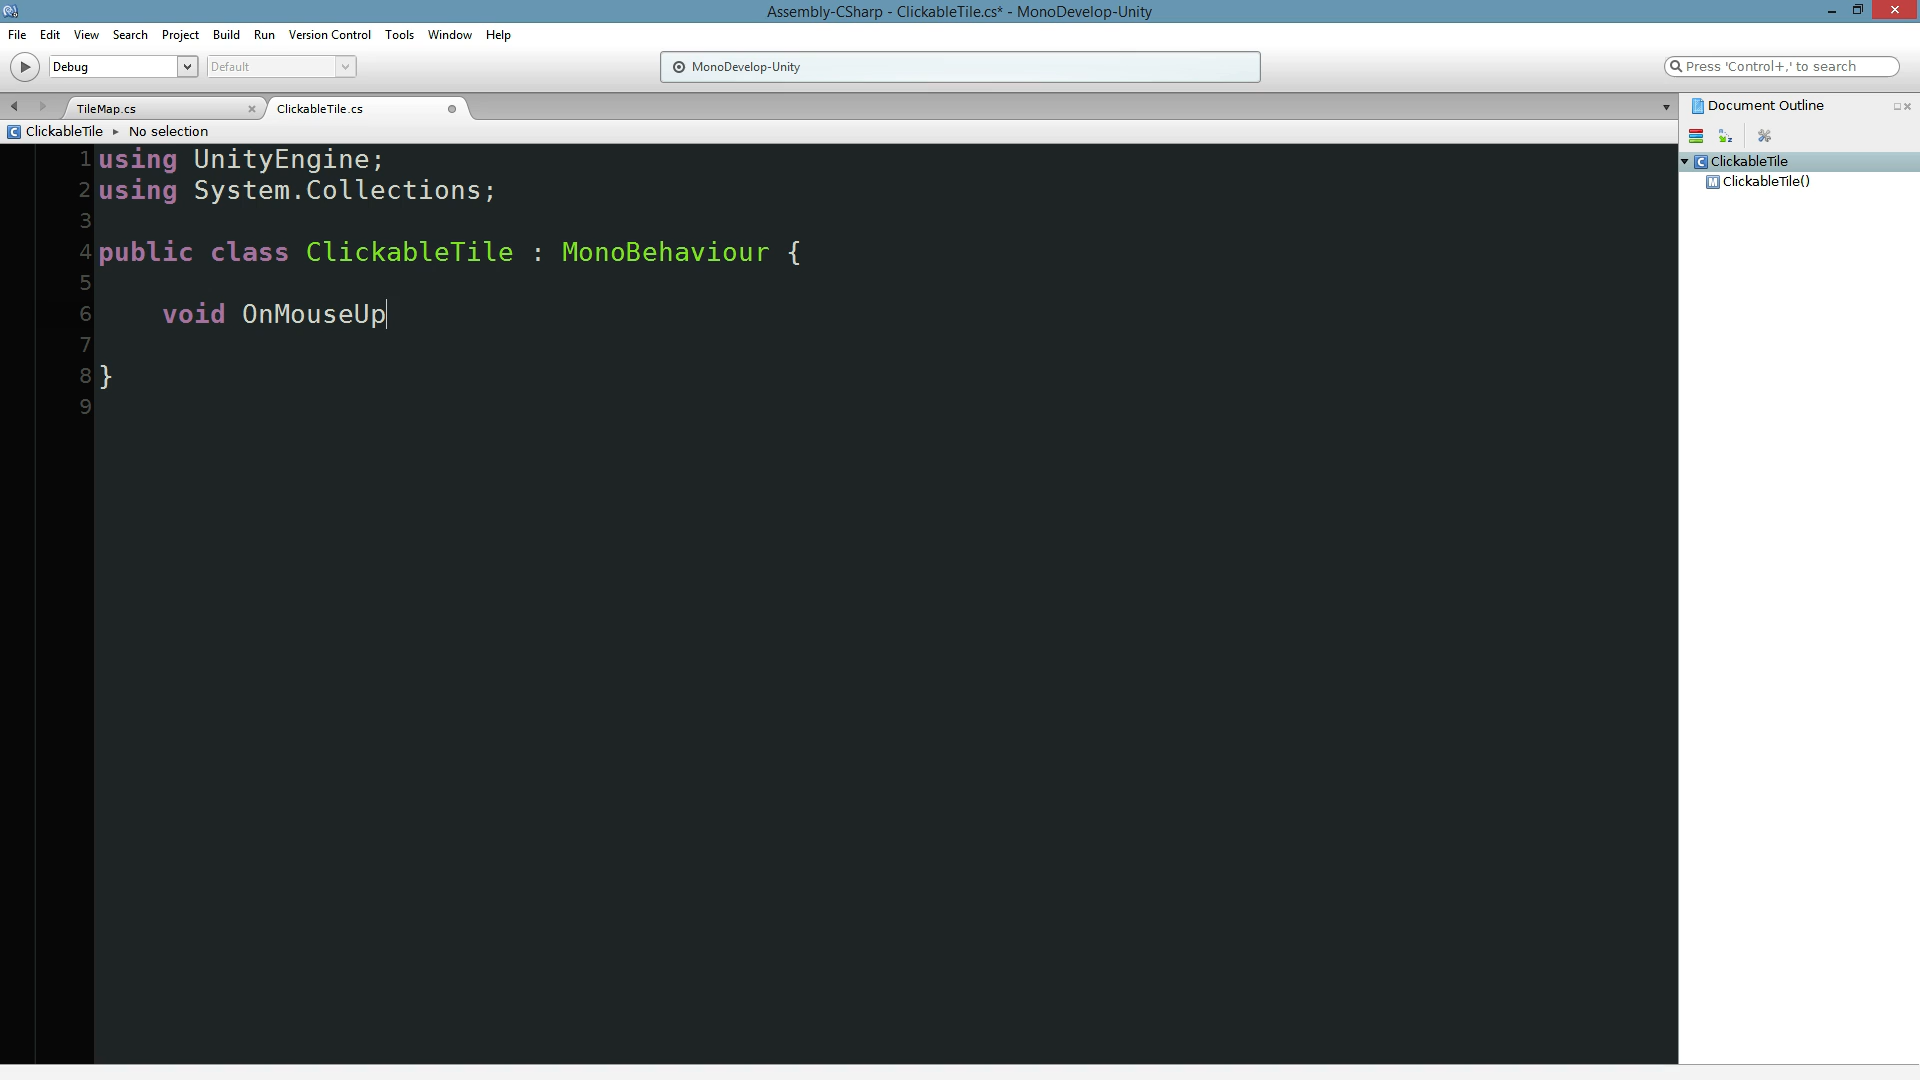 Assembly-CSharp - ClickableTile.cs* - MonoDevelop-Unity
File Edit View Search Project Build Run Version Control Tools Window Help
Debug Default MonoDevelop-Unity Press 'Control+,' to search
TileMap.cs ClickableTile.cs Document Outline
ClickableTile ▸ No selection
1 using UnityEngine;
2 using System.Collections;
3
4 public class ClickableTile : MonoBehaviour {
5
6 void OnMouseUp
7
8 }
9
C ClickableTile
M ClickableTile()